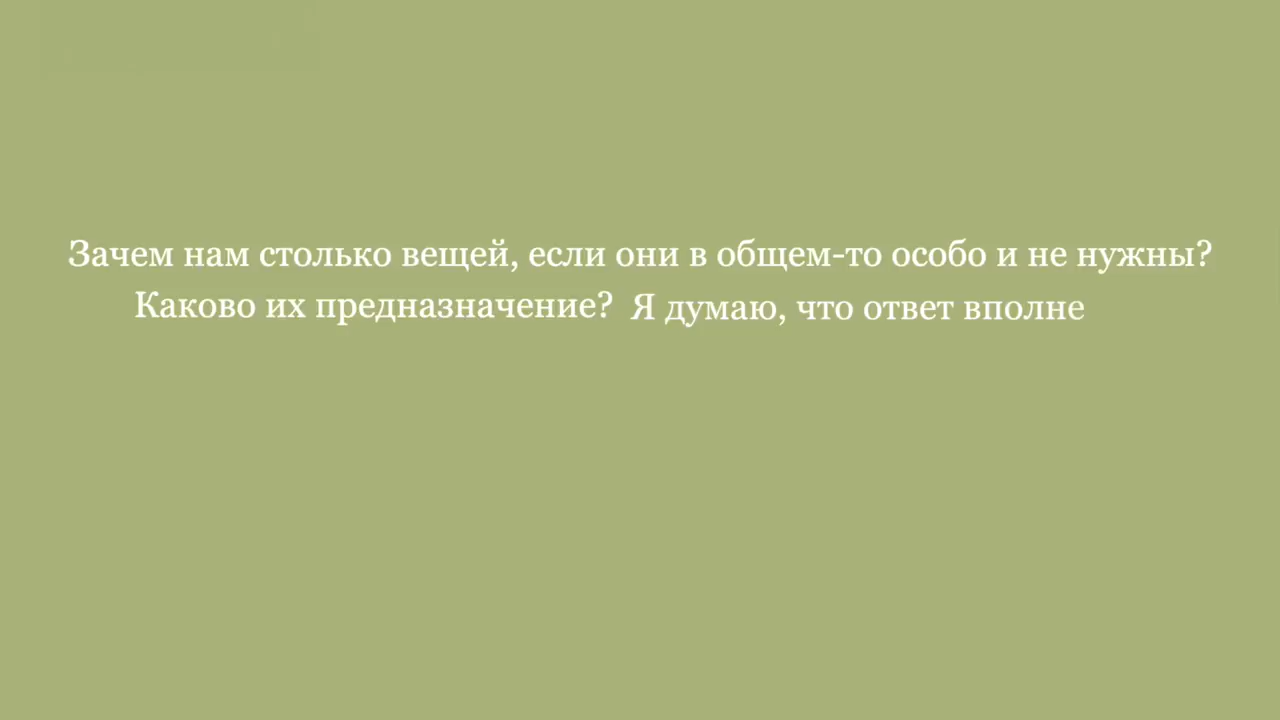 Зачем нам столько вещей, если они в общем-то особо и не нужны?
Каково их предназначение? Я думаю, что ответ вполне